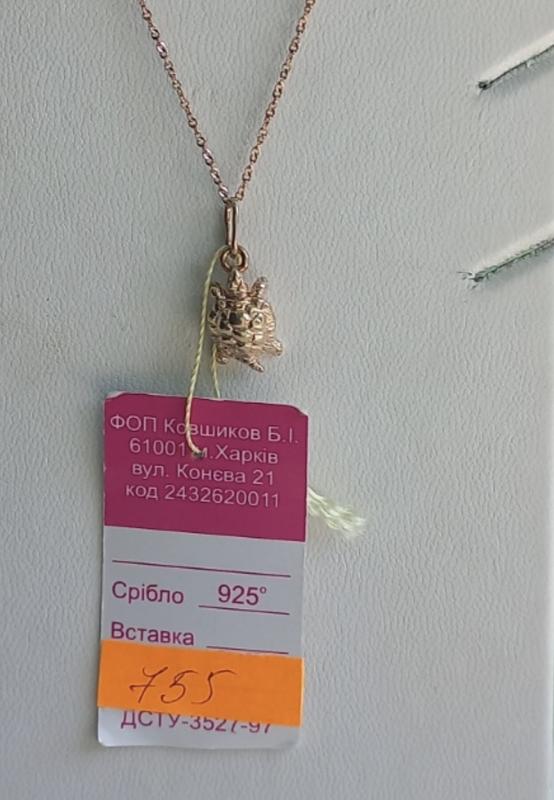 ФОП Ковшиков Б.І.
61001 м.Харків
вул. Конєва 21
код 2432620011
Срібло 925°
Вставка
755
ДСТУ-3527-97